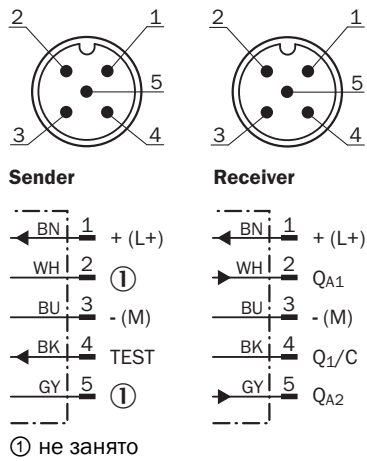 2 1 2 1
5 5
3 4 3 4
Sender Receiver
BN 1 + (L+) BN 1 + (L+)
WH 2 ① WH 2 QA1
BU 3 - (M) BU 3 - (M)
BK 4 TEST BK 4 Q1/C
GY 5 ① GY 5 QA2
① не занято